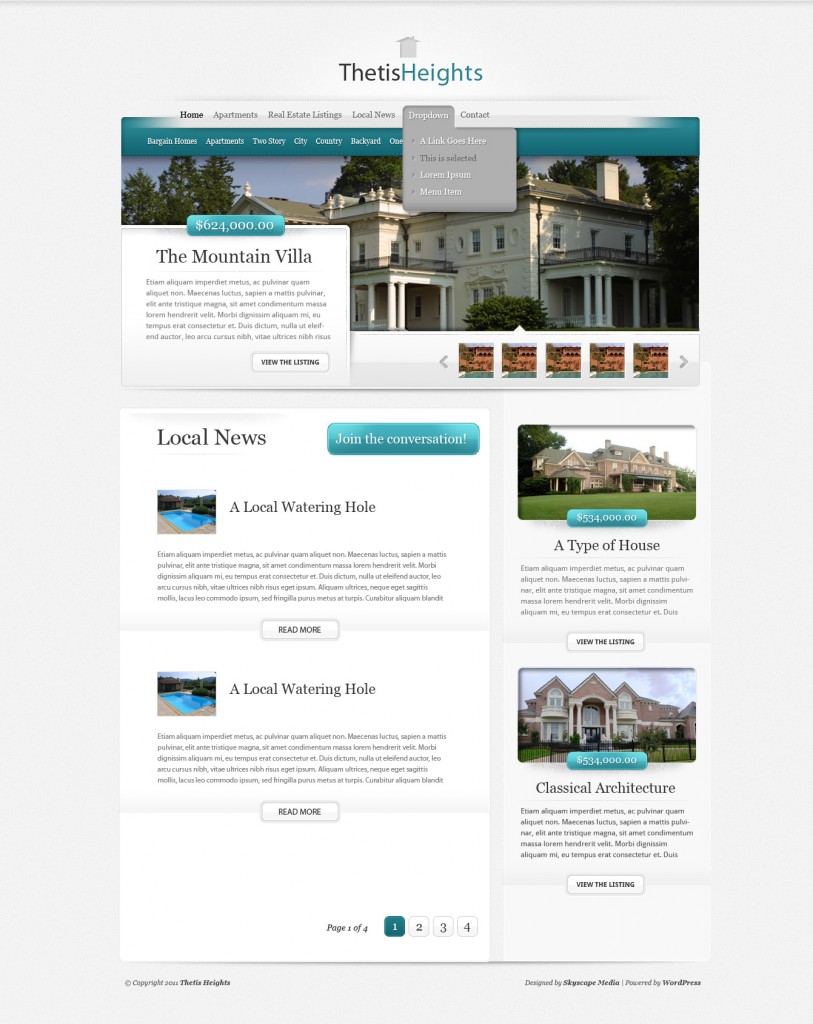 ThetisHeights
Home Apartments Real Estate Listings Local News Dropdown Contact
Bargain Homes Apartments Two Story City Country Backyard One
A Link Goes Here
This is selected
Lorem Ipsum
Menu Item
$624,000.00
The Mountain Villa
Etiam aliquam imperdiet metus, ac pulvinar quam
aliquet non. Maecenas luctus, sapien a mattis pulvinar,
elit ante tristique magna, sit amet condimentum massa
lorem hendrerit velit. Morbi dignissim aliquam mi, eu
tempus erat consectetur et. Duis dictum, nulla ut eleif-
end auctor, leo arcu cursus nibh, vitae ultrices nibh risus
VIEW THE LISTING
Local News
Join the conversation!
A Local Watering Hole
Etiam aliquam imperdiet metus, ac pulvinar quam aliquet non. Maecenas luctus, sapien a mattis
pulvinar, elit ante tristique magna, sit amet condimentum massa lorem hendrerit velit. Morbi
dignissim aliquam mi, eu tempus erat consectetur et. Duis dictum, nulla ut eleifend auctor, leo
arcu cursus nibh, vitae ultrices nibh risus eget ipsum. Aliquam ultrices, neque eget sagittis
mollis, lacus leo commodo ipsum, sed fringilla purus metus at turpis. Curabitur aliquam blandit
READ MORE
A Local Watering Hole
Etiam aliquam imperdiet metus, ac pulvinar quam aliquet non. Maecenas luctus, sapien a mattis
pulvinar, elit ante tristique magna, sit amet condimentum massa lorem hendrerit velit. Morbi
dignissim aliquam mi, eu tempus erat consectetur et. Duis dictum, nulla ut eleifend auctor, leo
arcu cursus nibh, vitae ultrices nibh risus eget ipsum. Aliquam ultrices, neque eget sagittis
mollis, lacus leo commodo ipsum, sed fringilla purus metus at turpis. Curabitur aliquam blandit
READ MORE
Page 1 of 4 1 2 3 4
$534,000.00
A Type of House
Etiam aliquam imperdiet metus, ac pulvinar quam
aliquet non. Maecenas luctus, sapien a mattis pulvi-
nar, elit ante tristique magna, sit amet condimentum
massa lorem hendrerit velit. Morbi dignissim
aliquam mi, eu tempus erat consectetur et. Duis
VIEW THE LISTING
$534,000.00
Classical Architecture
Etiam aliquam imperdiet metus, ac pulvinar quam
aliquet non. Maecenas luctus, sapien a mattis pulvi-
nar, elit ante tristique magna, sit amet condimentum
massa lorem hendrerit velit. Morbi dignissim
aliquam mi, eu tempus erat consectetur et. Duis
VIEW THE LISTING
© Copyright 2011 Thetis Heights
Designed by Skyscape Media | Powered by WordPress